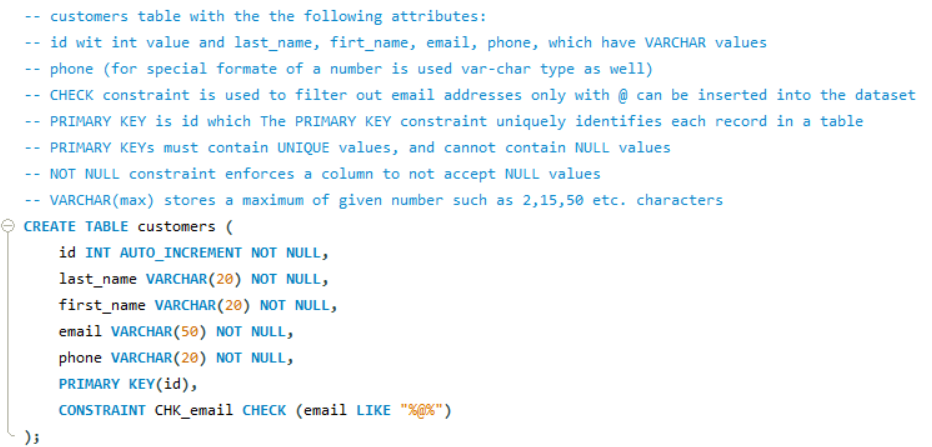 -- customers table with the the following attributes:
-- id wit int value and last_name, firt_name, email, phone, which have VARCHAR values
-- phone (for special formate of a number is used var-char type as well)
-- CHECK constraint is used to filter out email addresses only with @ can be inserted into the dataset
-- PRIMARY KEY is id which The PRIMARY KEY constraint uniquely identifies each record in a table
-- PRIMARY KEYs must contain UNIQUE values, and cannot contain NULL values
-- NOT NULL constraint enforces a column to not accept NULL values
-- VARCHAR(max) stores a maximum of given number such as 2,15,50 etc. characters
CREATE TABLE customers (
    id INT AUTO_INCREMENT NOT NULL,
    last_name VARCHAR(20) NOT NULL,
    first_name VARCHAR(20) NOT NULL,
    email VARCHAR(50) NOT NULL,
    phone VARCHAR(20) NOT NULL,
    PRIMARY KEY(id),
    CONSTRAINT CHK_email CHECK (email LIKE "%@%")
);